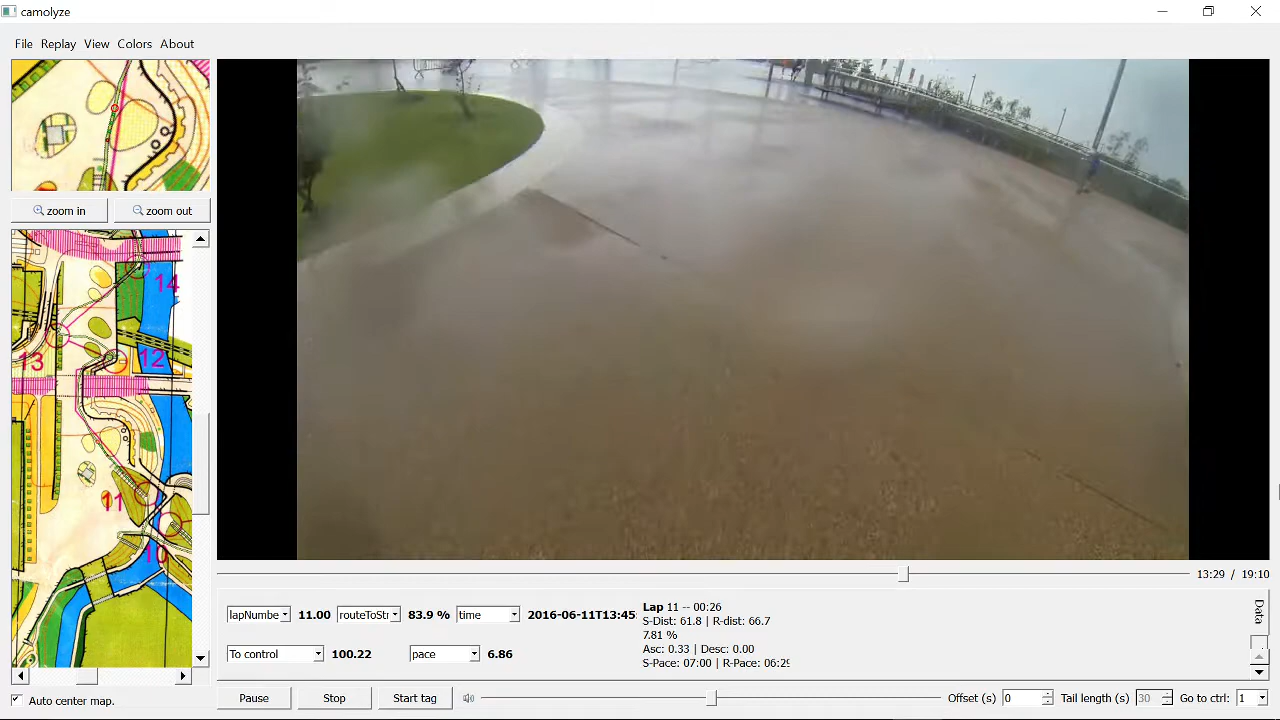 camolyze
File Replay View Colors About
zoom in zoom out
14
13
12
11
10
13:29 / 19:10
lapNumbe 11.00 routeToStr 83.9 % time 2016-06-11T13:45:
To control 100.22 pace 6.86
Lap 11 -- 00:26
S-Dist: 61.8 | R-dist: 66.7
7.81 %
Asc: 0.33 | Desc: 0.00
S-Pace: 07:00 | R-Pace: 06:29
Data
Auto center map.
Pause Stop Start tag Offset (s) 0 Tail length (s) 30 Go to ctrl: 1